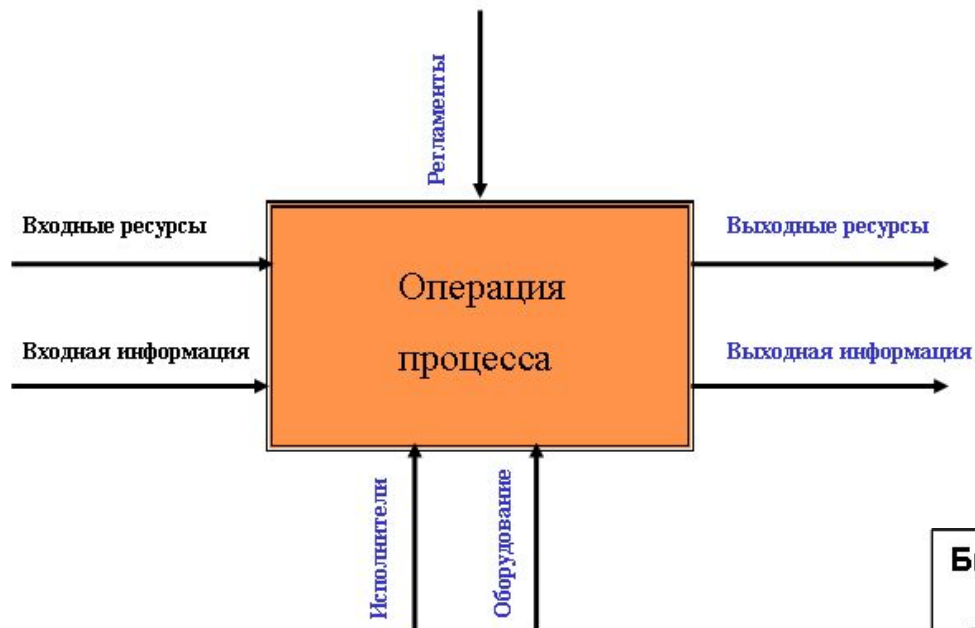 Регламенты
Входные ресурсы
Выходные ресурсы
Операция
процесса
Входная информация
Выходная информация
Исполнители
Оборудование